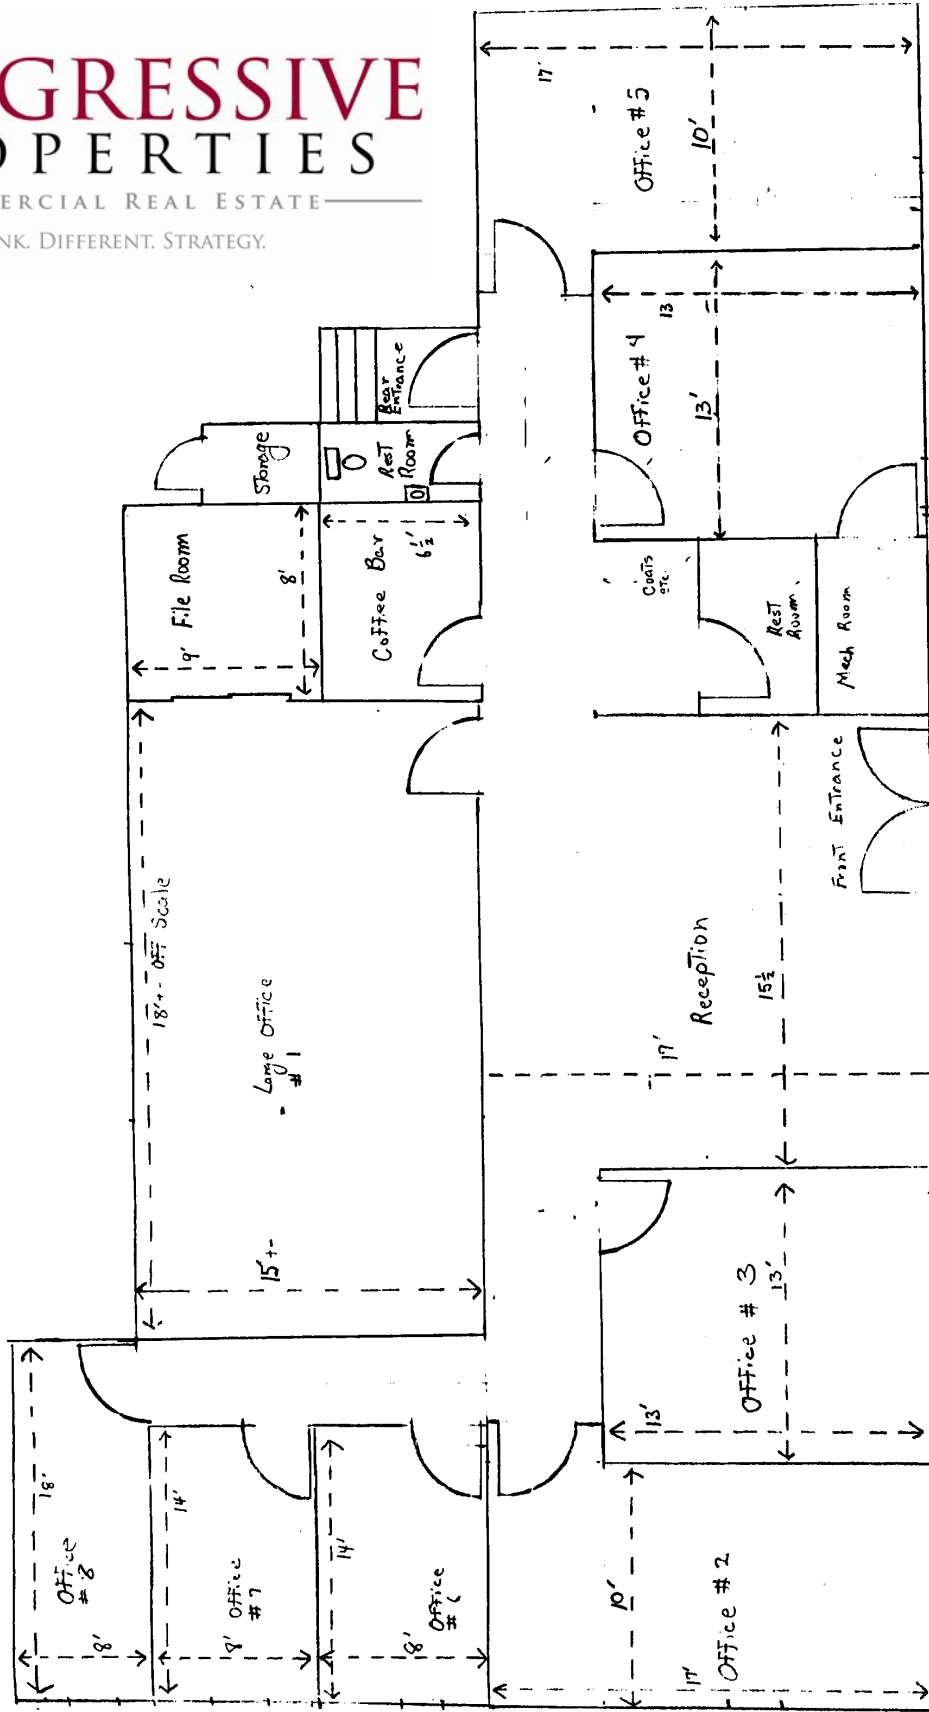 GRESSIVE
OPERTIES
ERCIAL REAL ESTATE
NK. DIFFERENT. STRATEGY.
17'
Office #5
10'
13
Office #4
13'
Rear
Entrance
Storage
Rest
Room
File Room
9'
8'
Coffee Bar
6½'
Coats
etc.
Rest
Room
Mech Room
Front Entrance
18'+- Off Scale
Large Office
#1
15'+-
Reception
15½
17'
Office #3
13'
13'
18'
Office
#8
8'
14'
Office
#7
8'
14'
Office
#6
8'
10'
Office #2
17'